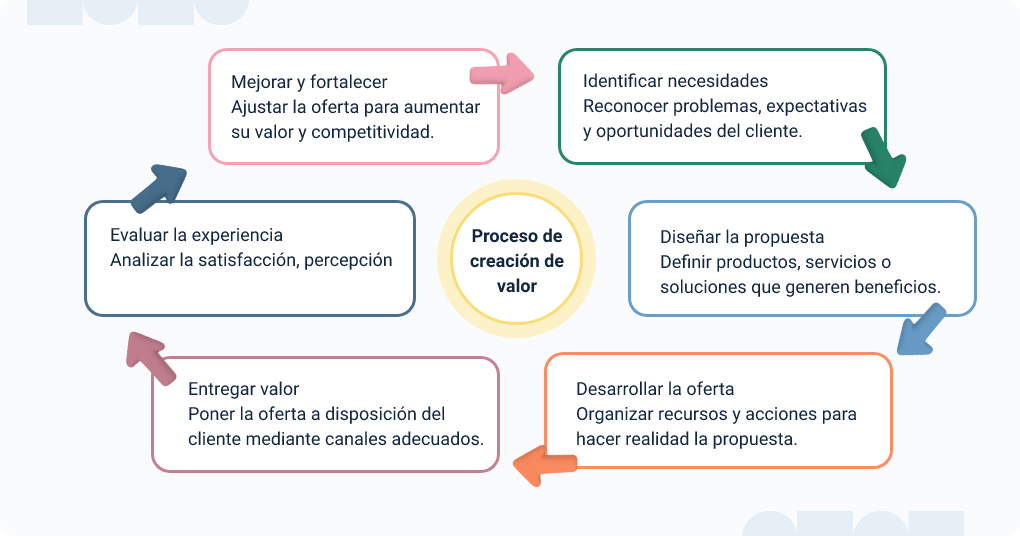 Mejorar y fortalecer
Ajustar la oferta para aumentar
su valor y competitividad.
Identificar necesidades
Reconocer problemas, expectativas
y oportunidades del cliente.
Evaluar la experiencia
Analizar la satisfacción, percepción
Proceso de
creación de
valor
Diseñar la propuesta
Definir productos, servicios o
soluciones que generen beneficios.
Entregar valor
Poner la oferta a disposición del
cliente mediante canales adecuados.
Desarrollar la oferta
Organizar recursos y acciones para
hacer realidad la propuesta.